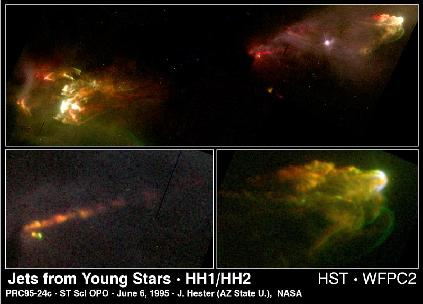 Jets from Young Stars · HH1/HH2 HST · WFPC2
PRC95-24c · ST ScI OPO · June 6, 1995 · J. Hester (AZ State U.), NASA